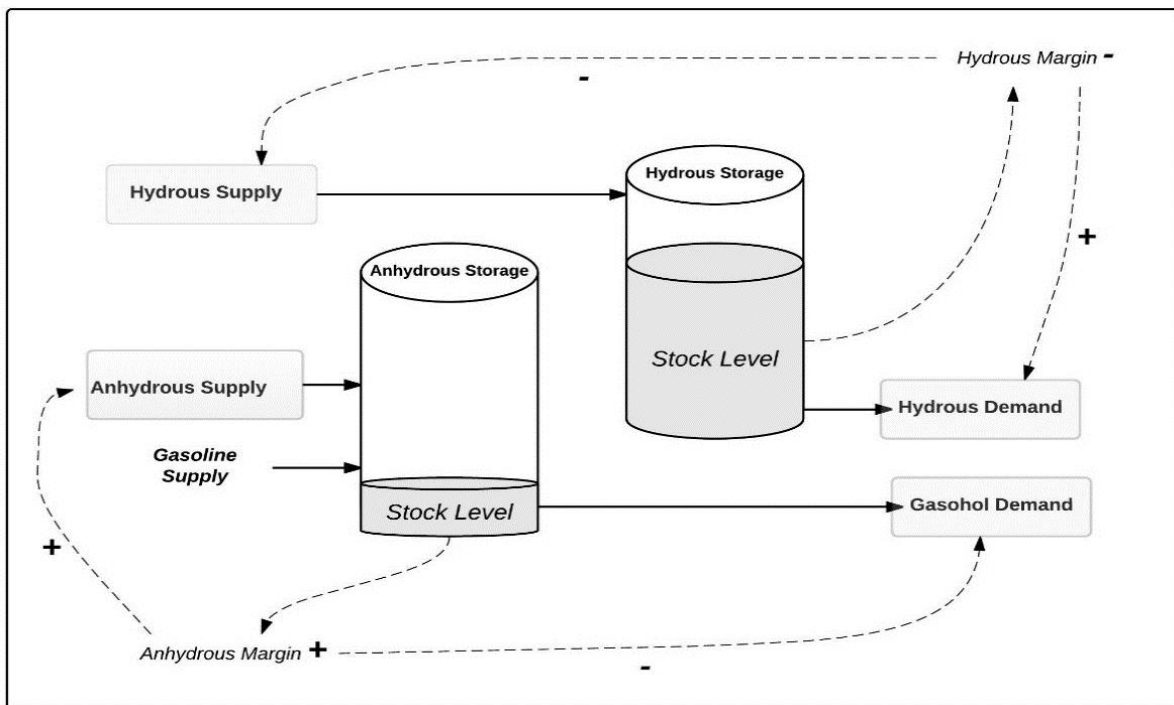 Hydrous Margin -
-
Hydrous Supply
Hydrous Storage
+
Anhydrous Storage
Stock Level
Anhydrous Supply
Hydrous Demand
Gasoline
Supply
Stock Level
Gasohol Demand
+
Anhydrous Margin +
-